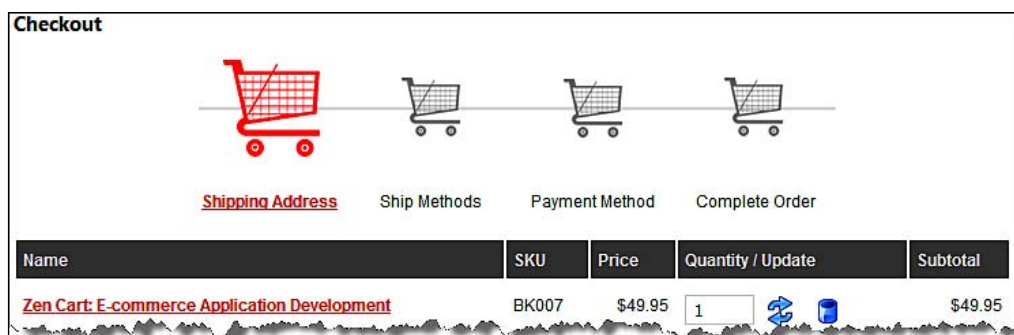 Checkout
Shipping Address Ship Methods Payment Method Complete Order
Name SKU Price Quantity / Update Subtotal
Zen Cart: E-commerce Application Development BK007 $49.95 1 $49.95